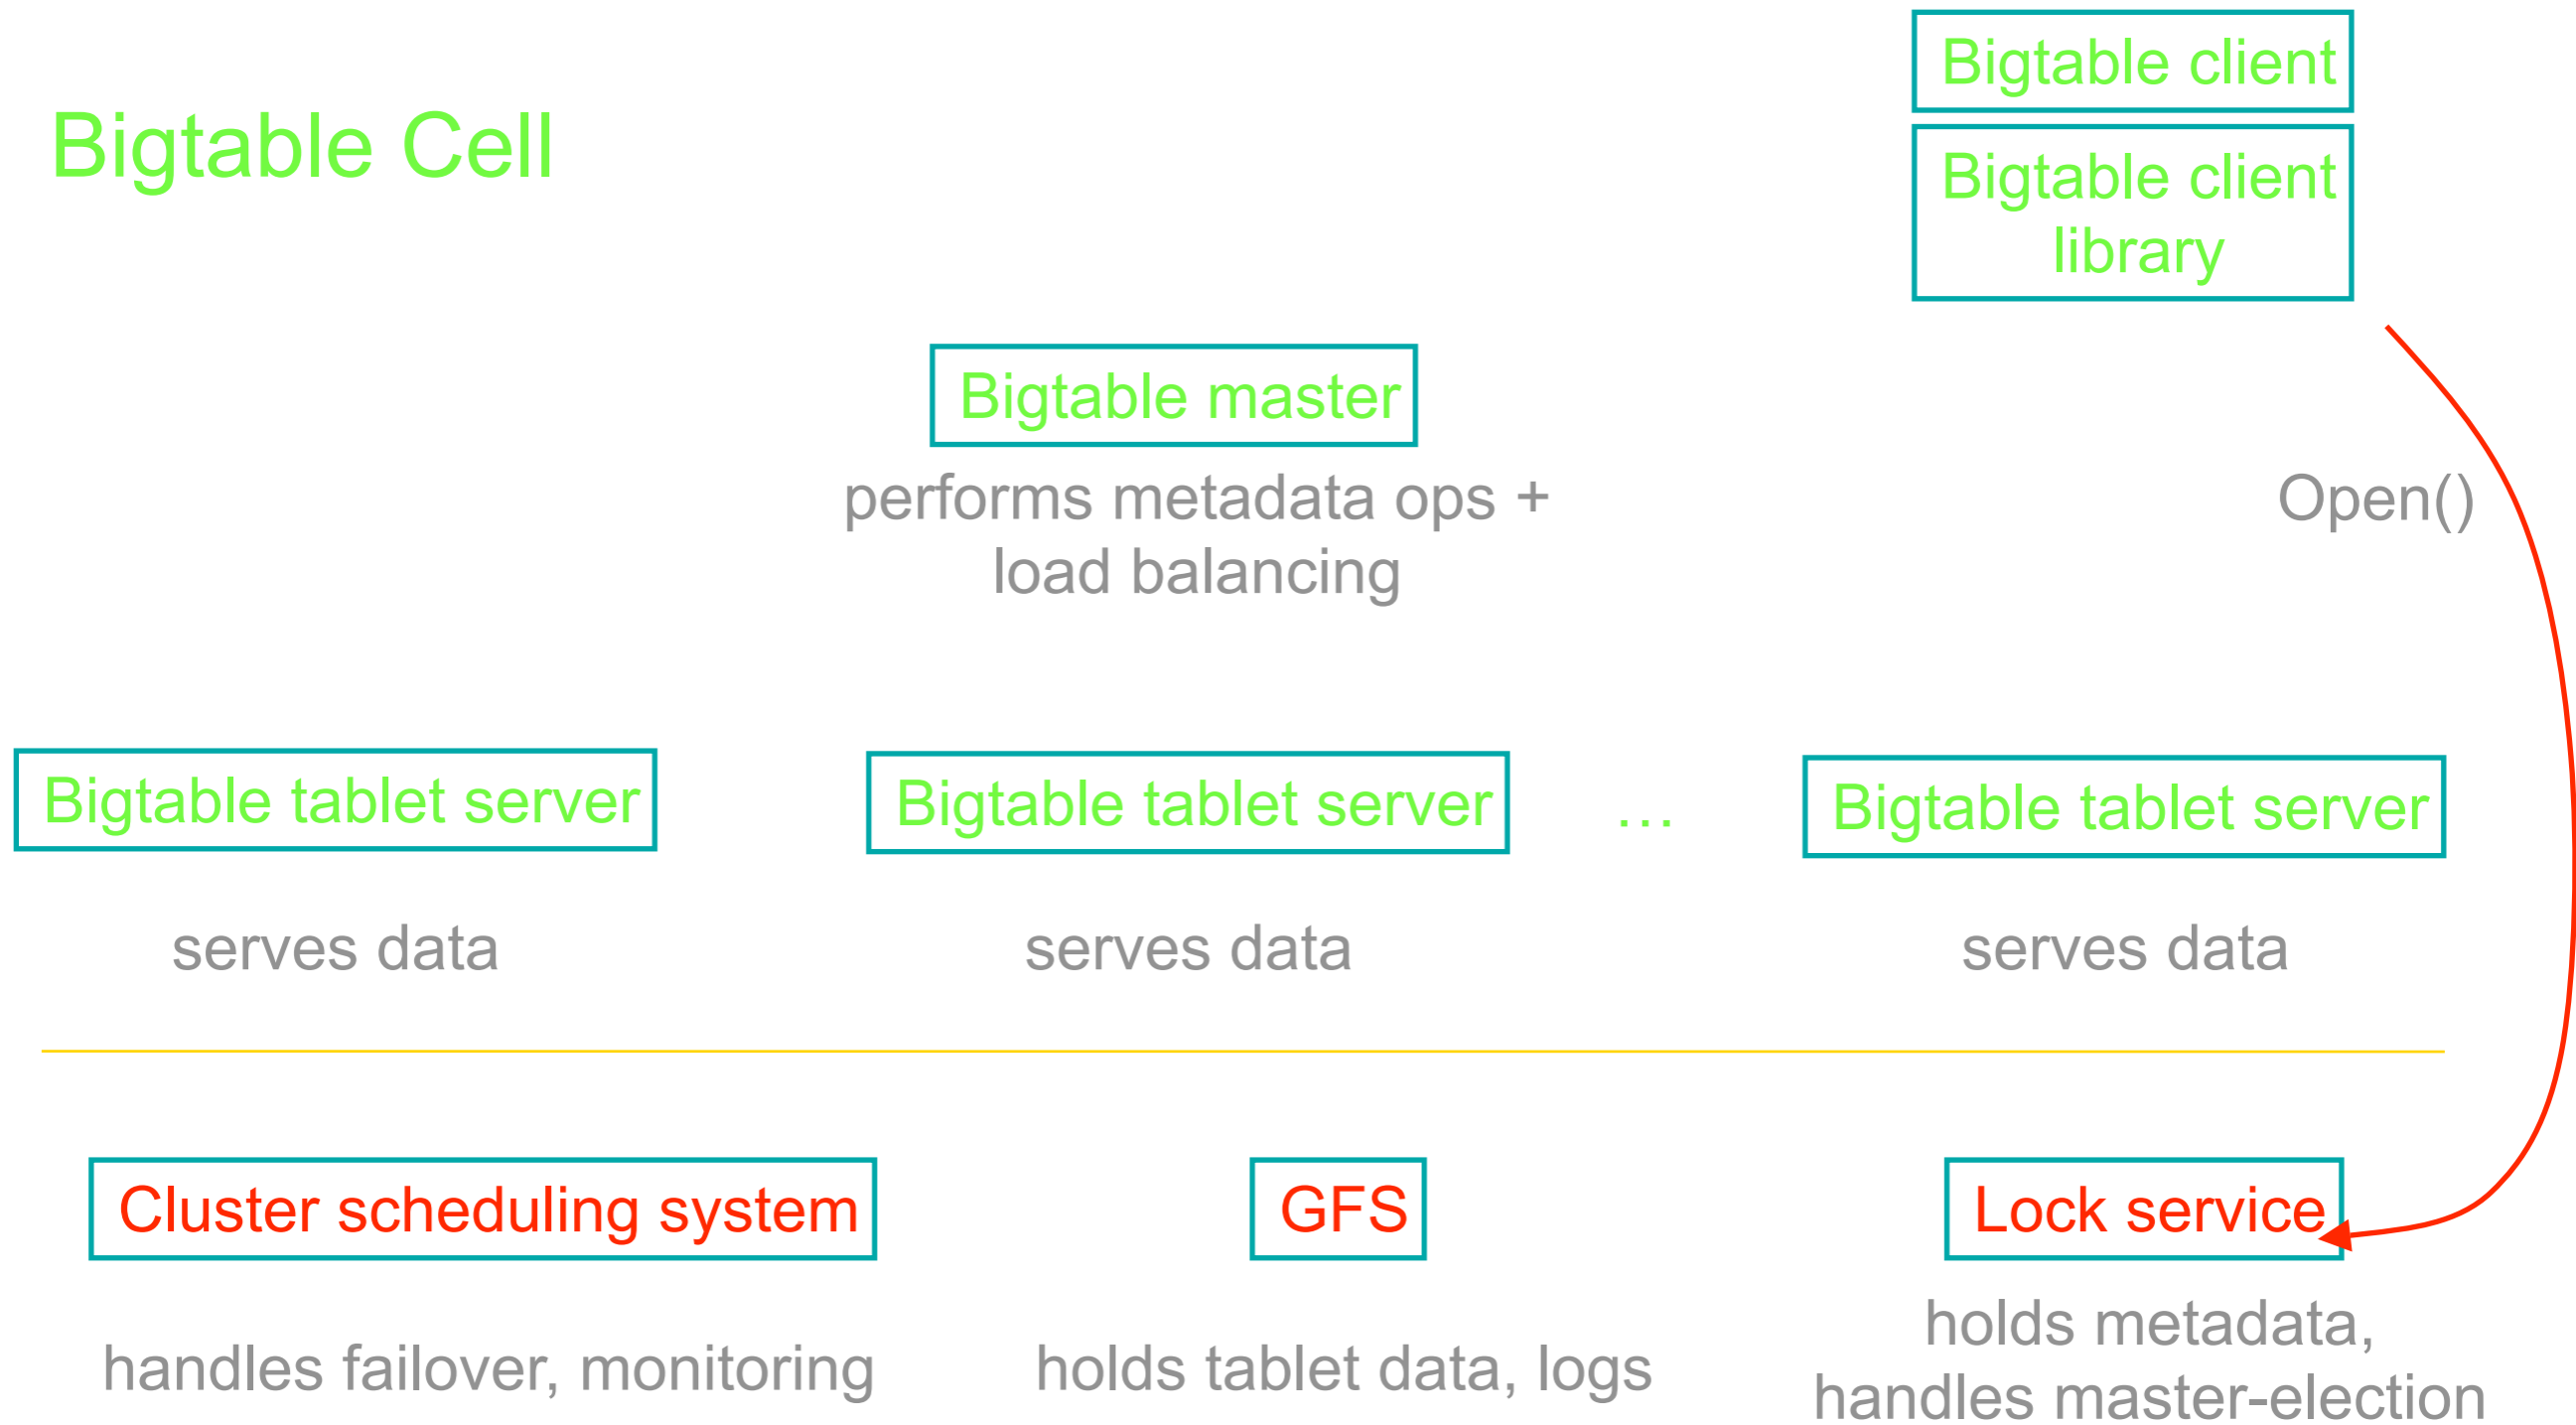 Bigtable Cell
Bigtable client
Bigtable client
library
Bigtable master
performs metadata ops +
load balancing
Open()
Bigtable tablet server
Bigtable tablet server
…
Bigtable tablet server
serves data
serves data
serves data
Cluster scheduling system
GFS
Lock service
handles failover, monitoring
holds tablet data, logs
holds metadata,
handles master-election